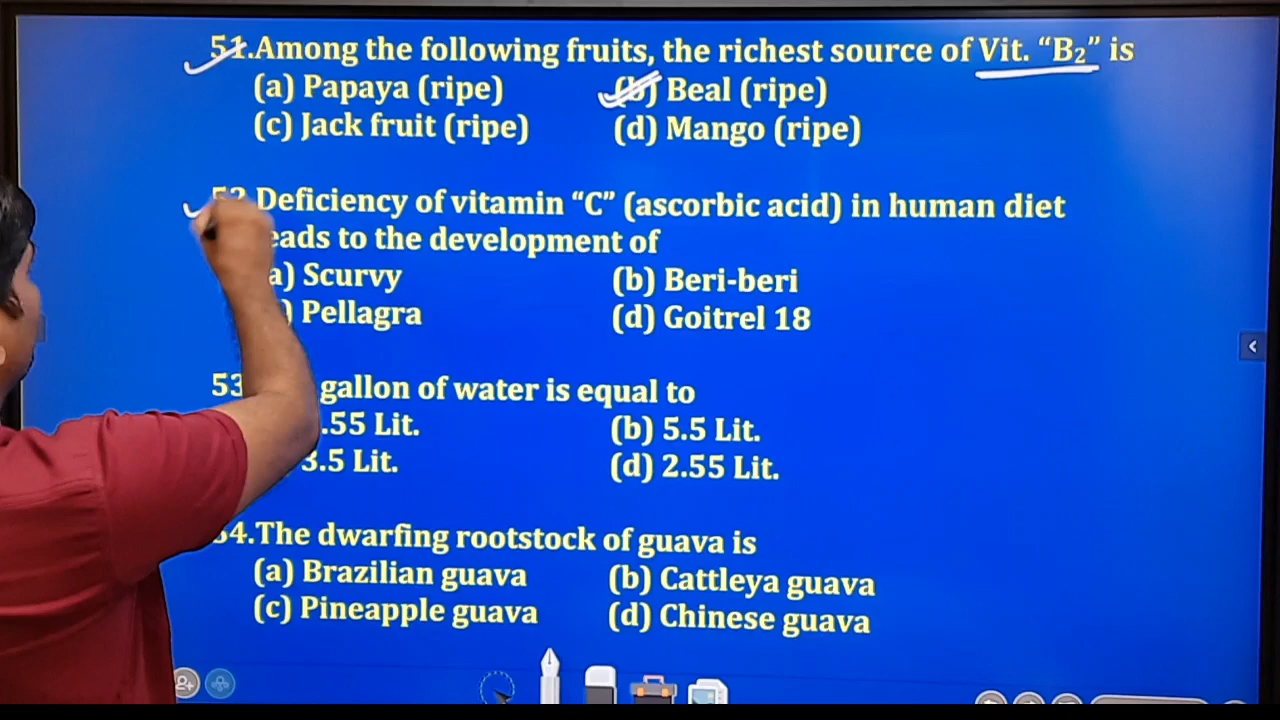 51.Among the following fruits, the richest source of Vit. “B₂” is
(a) Papaya (ripe) (b) Beal (ripe)
(c) Jack fruit (ripe) (d) Mango (ripe)
52.Deficiency of vitamin “C” (ascorbic acid) in human diet
eads to the development of
a) Scurvy (b) Beri-beri
) Pellagra (d) Goitrel 18
53 gallon of water is equal to
.55 Lit. (b) 5.5 Lit.
3.5 Lit. (d) 2.55 Lit.
54.The dwarfing rootstock of guava is
(a) Brazilian guava (b) Cattleya guava
(c) Pineapple guava (d) Chinese guava